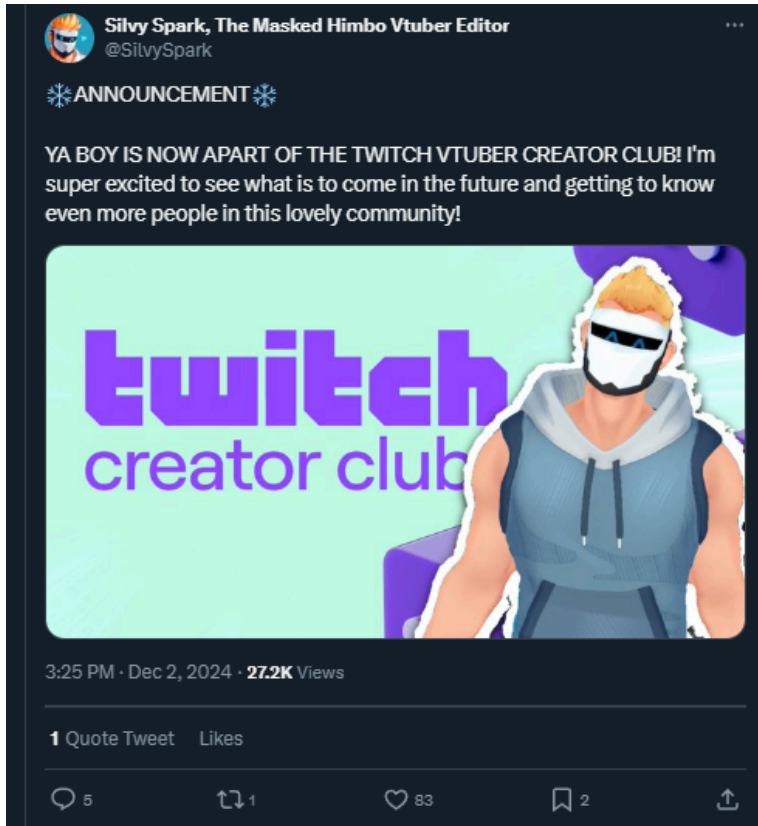 Silvy Spark, The Masked Himbo Vtuber Editor
@SilvySpark
❄️ANNOUNCEMENT❄️
YA BOY IS NOW APART OF THE TWITCH VTUBER CREATOR CLUB! I'm
super excited to see what is to come in the future and getting to know
even more people in this lovely community!
twitch
creator club
3:25 PM · Dec 2, 2024 · 27.2K Views
1 Quote Tweet Likes
5 1 83 2